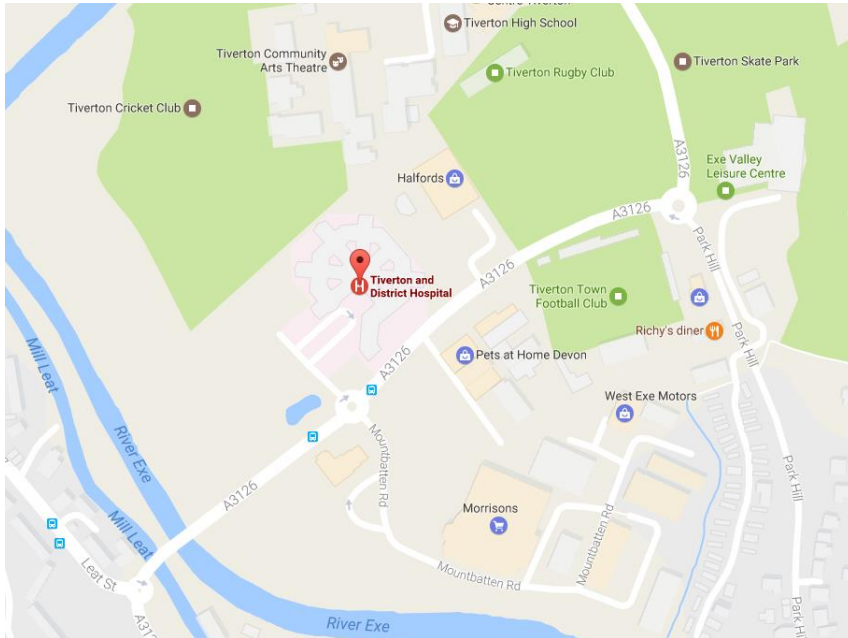 Centre Tiverton
Tiverton High School
Tiverton Community
Arts Theatre
Tiverton Rugby Club
Tiverton Skate Park
Tiverton Cricket Club
A3126
Exe Valley
Leisure Centre
Halfords
A3126
Park Hill
A3126
Tiverton and
District Hospital
Tiverton Town
Football Club
Richy's diner
Park Hill
Mill Leat
A3126
Pets at Home Devon
West Exe Motors
River Exe
Mountbatten Rd
Mountbatten Rd
Park Hill
A3126
Morrisons
Mill Leat
Leat St
Mountbatten Rd
A3126
River Exe
H